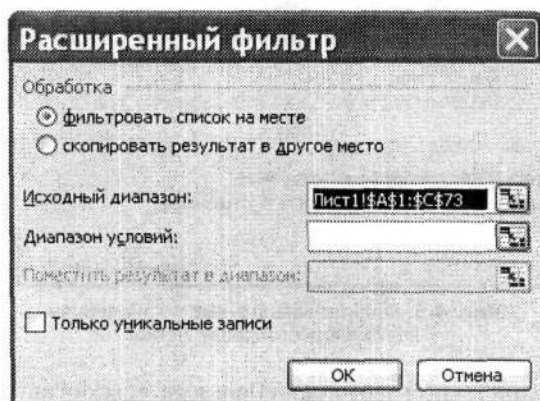 Расширенный фильтр
Обработка
фильтровать список на месте
скопировать результат в другое место
Исходный диапазон: Лист1!$A$1:$C$73
Диапазон условий:
Поместить результат в диапазон:
Только уникальные записи
ОК Отмена